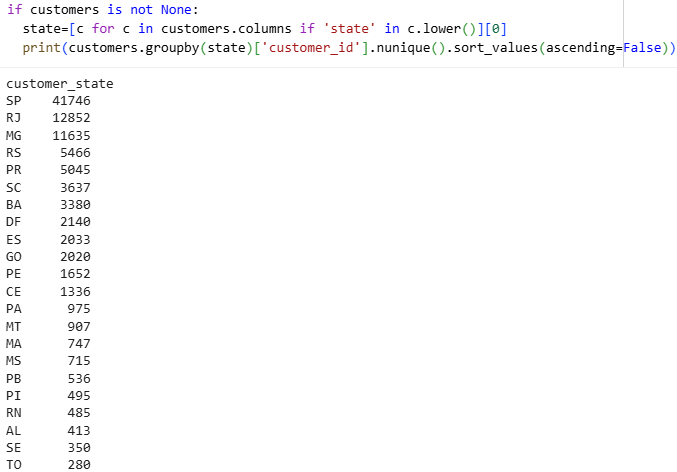 if customers is not None:
  state=[c for c in customers.columns if 'state' in c.lower()][0]
  print(customers.groupby(state)['customer_id'].nunique().sort_values(ascending=False))
customer_state
SP    41746
RJ    12852
MG    11635
RS     5466
PR     5045
SC     3637
BA     3380
DF     2140
ES     2033
GO     2020
PE     1652
CE     1336
PA      975
MT      907
MA      747
MS      715
PB      536
PI      495
RN      485
AL      413
SE      350
TO      280